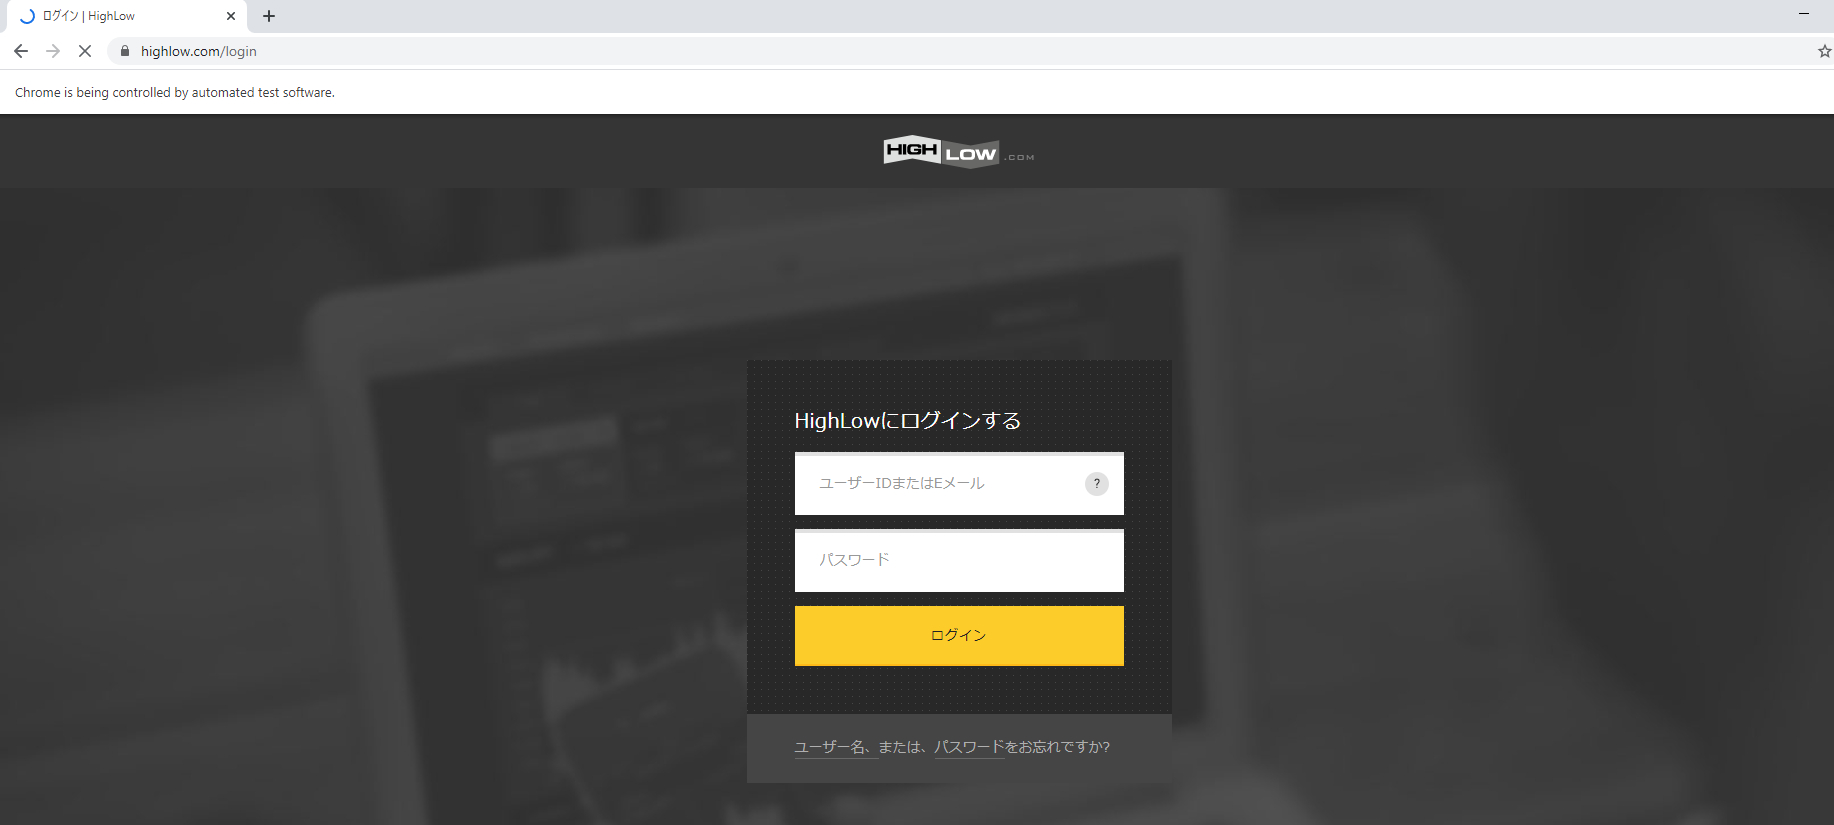 ログイン | HighLow
highlow.com/login
Chrome is being controlled by automated test software.
HIGH LOW .COM
HighLowにログインする
ユーザーIDまたはEメール
?
パスワード
ログイン
ユーザー名、または、パスワードをお忘れですか?